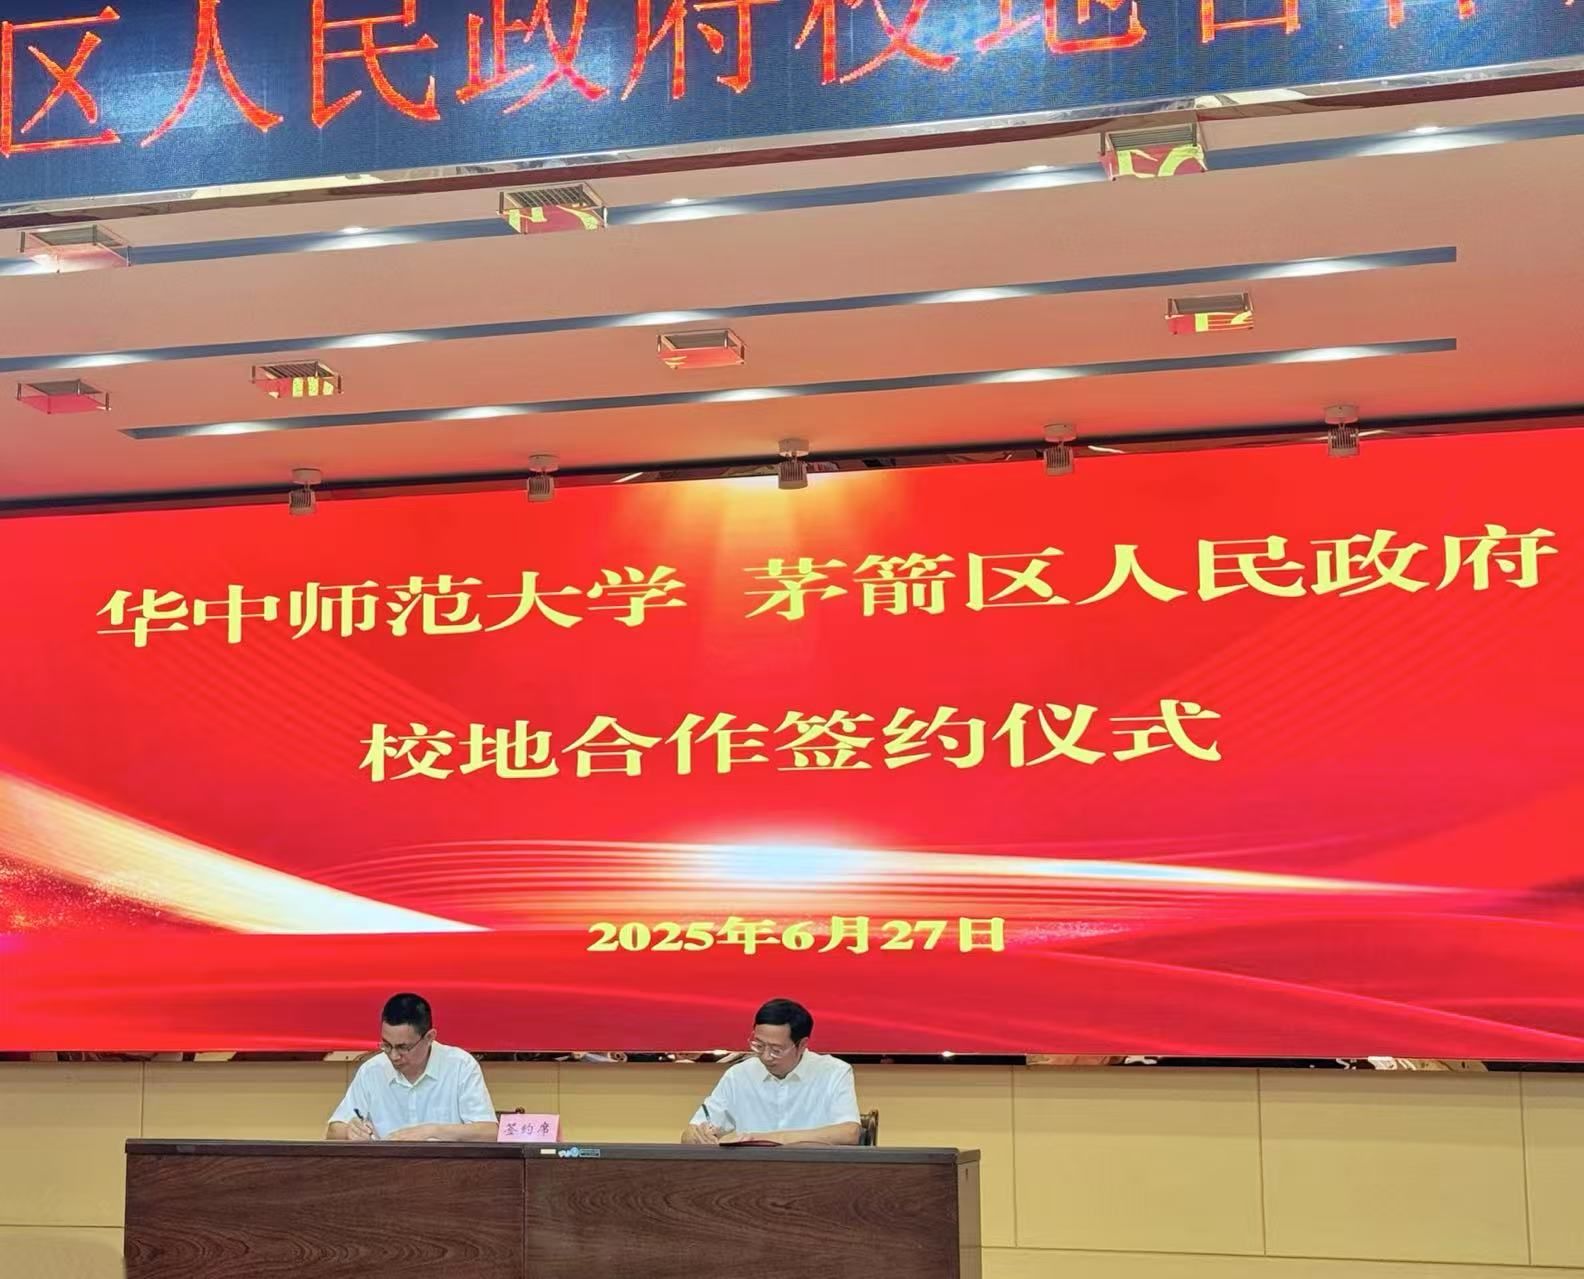 区人民政府校地合作
华中师范大学 茅箭区人民政府
校地合作签约仪式
2025年6月27日
签约席